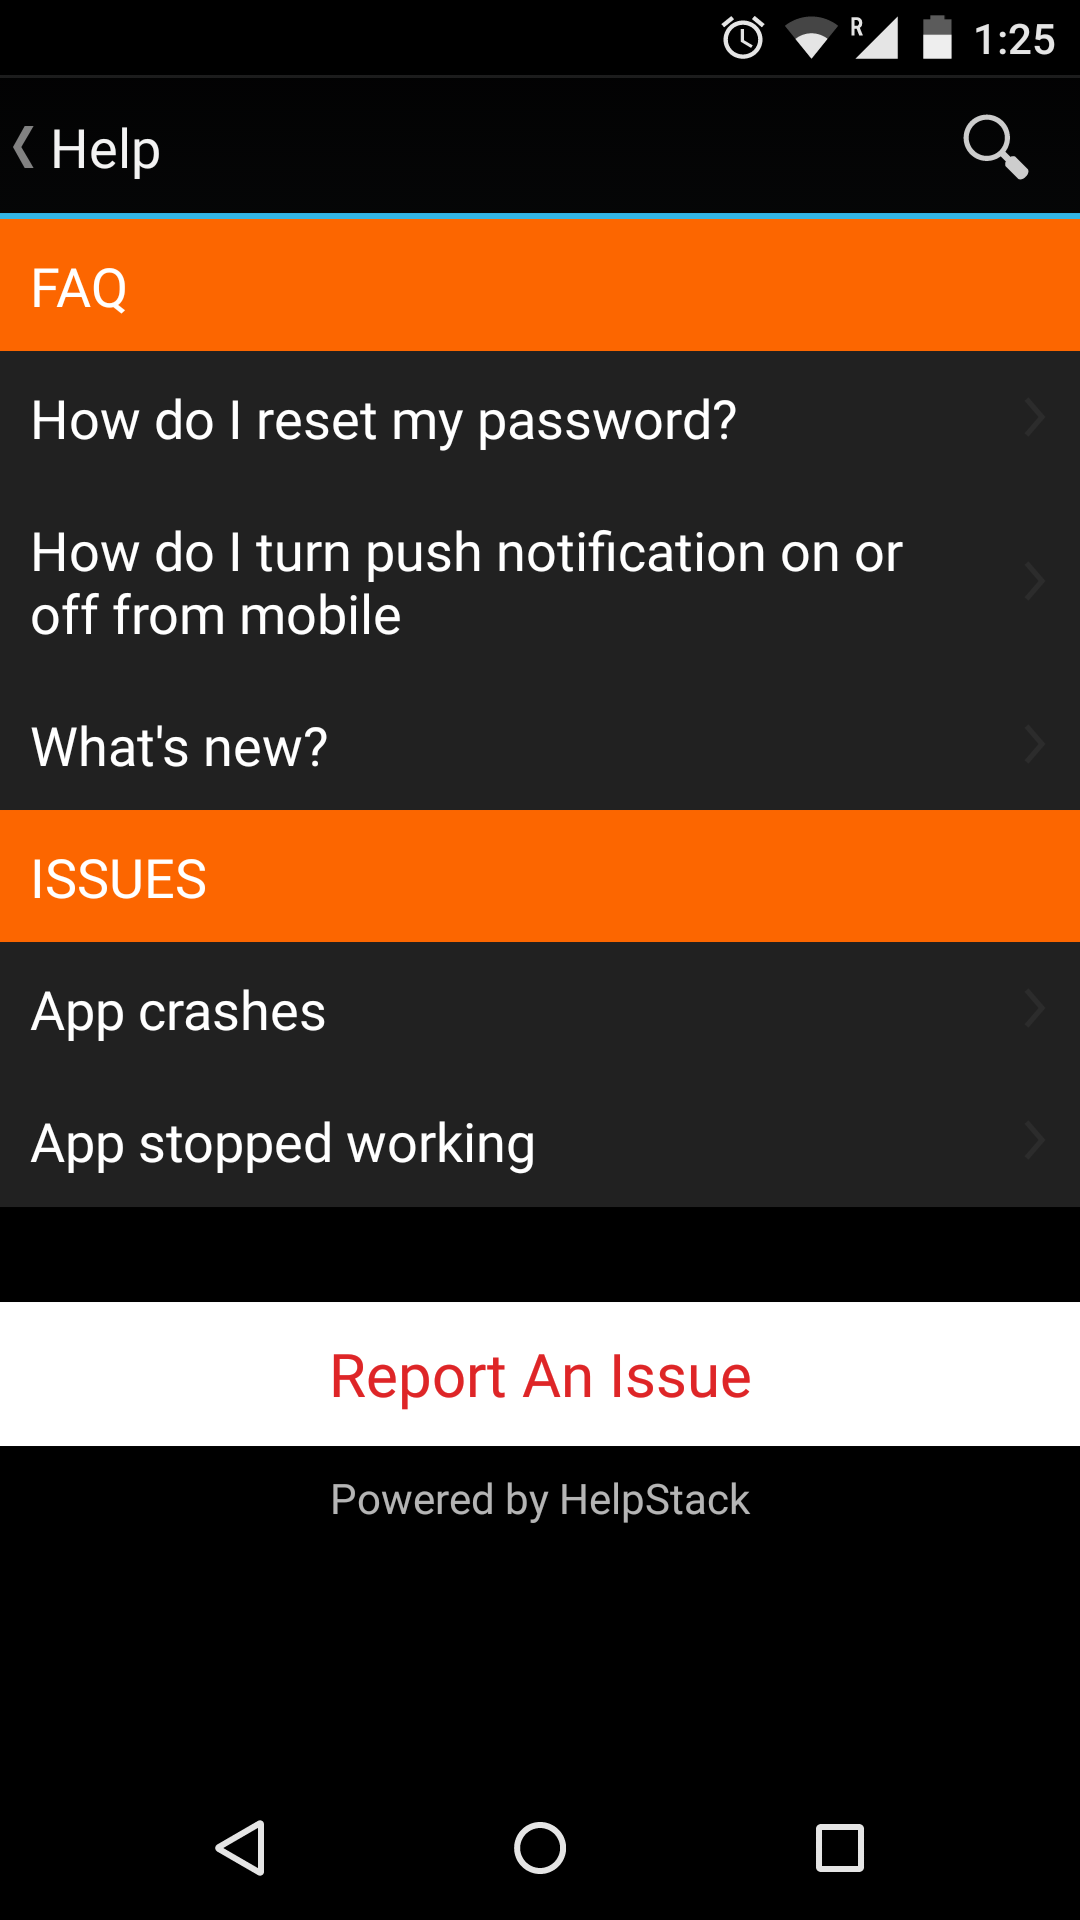 R 1:25
Help
FAQ
How do I reset my password?
How do I turn push notification on or
off from mobile
What's new?
ISSUES
App crashes
App stopped working
Report An Issue
Powered by HelpStack